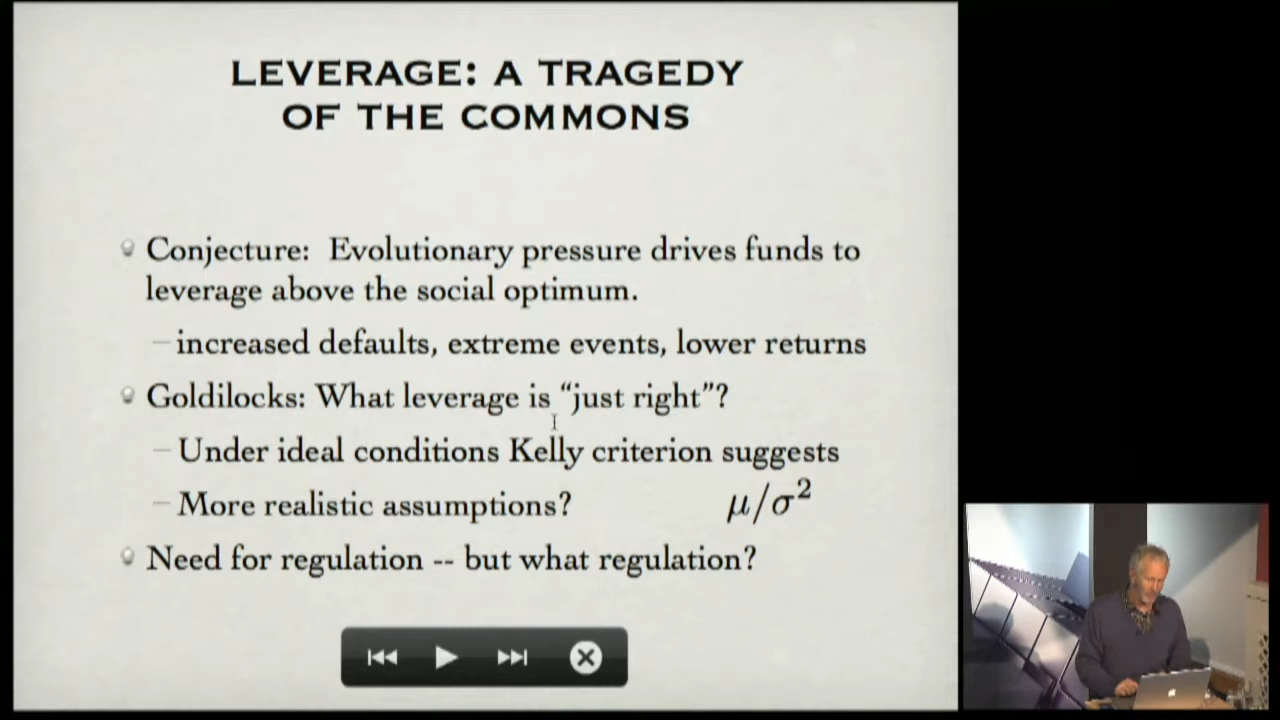 LEVERAGE: A TRAGEDY
OF THE COMMONS
Conjecture: Evolutionary pressure drives funds to
leverage above the social optimum.
–increased defaults, extreme events, lower returns
Goldilocks: What leverage is “just right”?
– Under ideal conditions Kelly criterion suggests
– More realistic assumptions? μ/σ²
Need for regulation -- but what regulation?